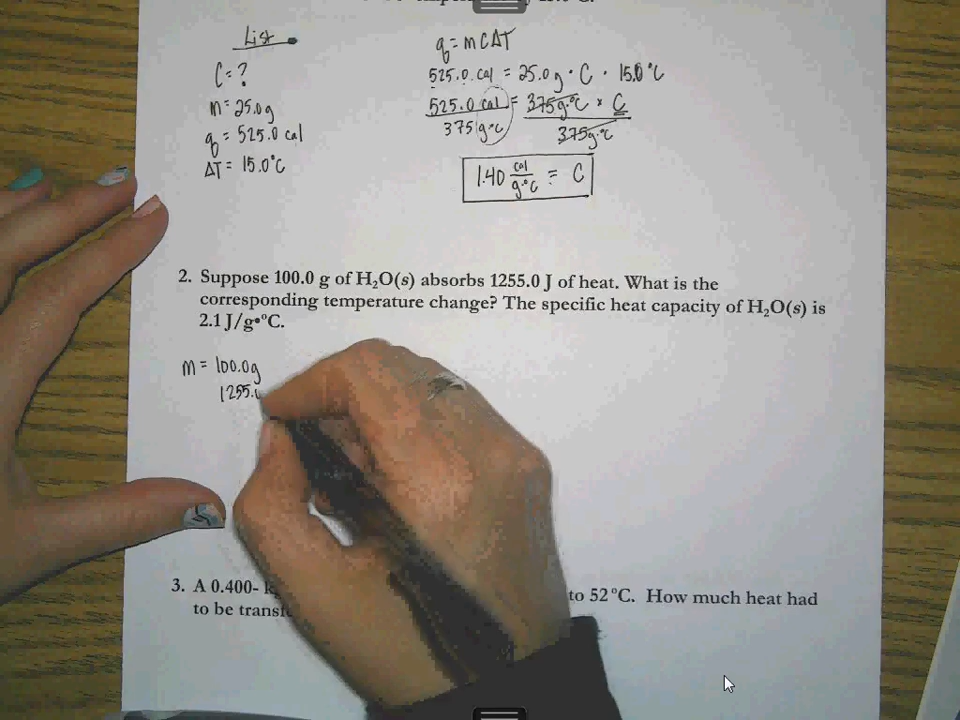 List
C = ?
m = 25.0g
q = 525.0 cal
ΔT = 15.0°C
q = mCΔT
525.0 cal = 25.0g · C · 15.0°C
525.0 cal = 375g·°C × C
375 g·°C 375g·°C
1.40 cal/g·°C = C
2. Suppose 100.0 g of H₂O(s) absorbs 1255.0 J of heat. What is the
corresponding temperature change? The specific heat capacity of H₂O(s) is
2.1 J/g•°C.
m = 100.0g
1255.
3. A 0.400- to 52°C. How much heat had
to be